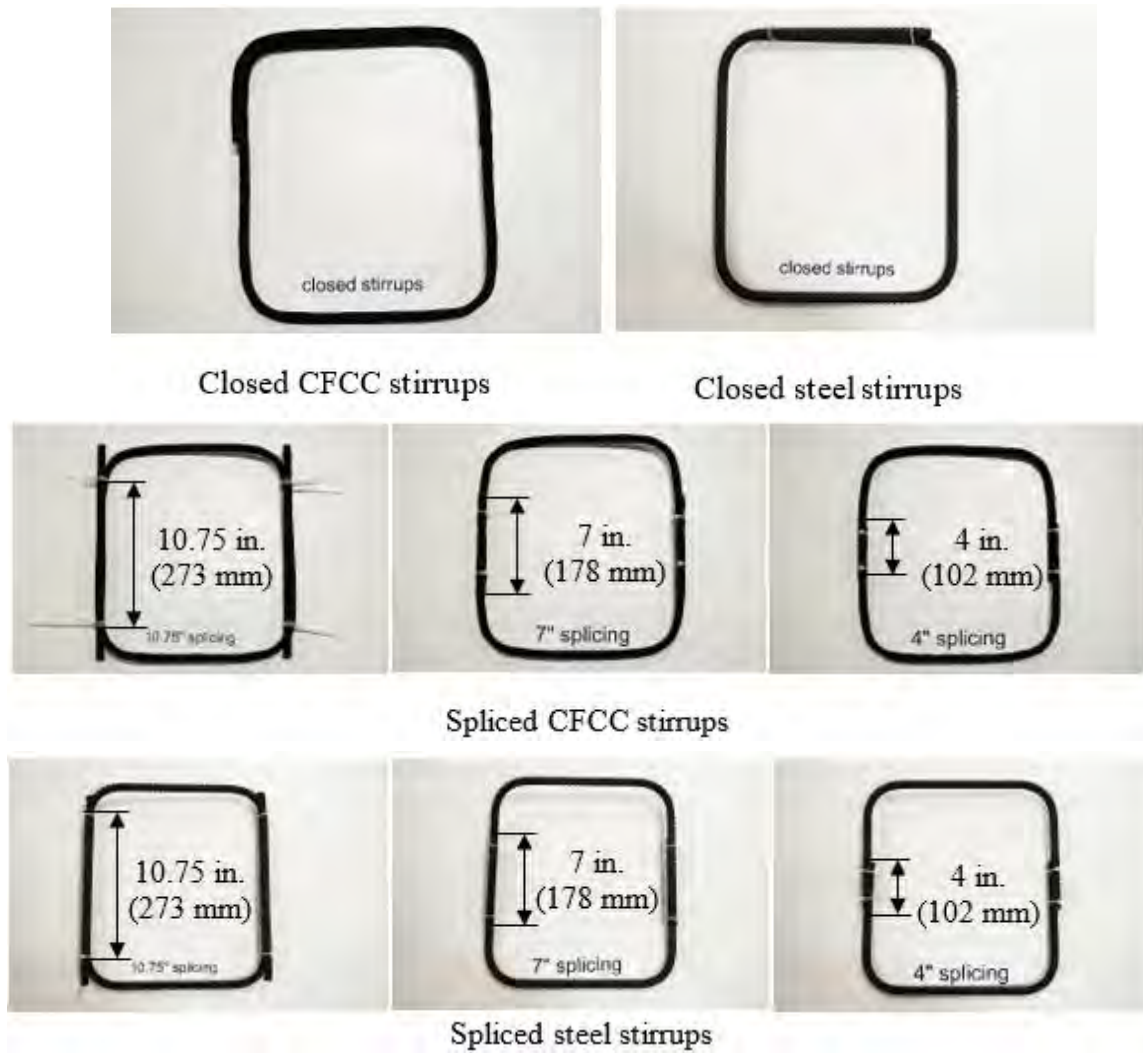 closed stirrups
closed stirrups
Closed CFCC stirrups
Closed steel stirrups
10.75 in.
(273 mm)
10.75" splicing
7 in.
(178 mm)
7" splicing
4 in.
(102 mm)
4" splicing
Spliced CFCC stirrups
10.75 in.
(273 mm)
10.75" splicing
7 in.
(178 mm)
7" splicing
4 in.
(102 mm)
4" splicing
Spliced steel stirrups